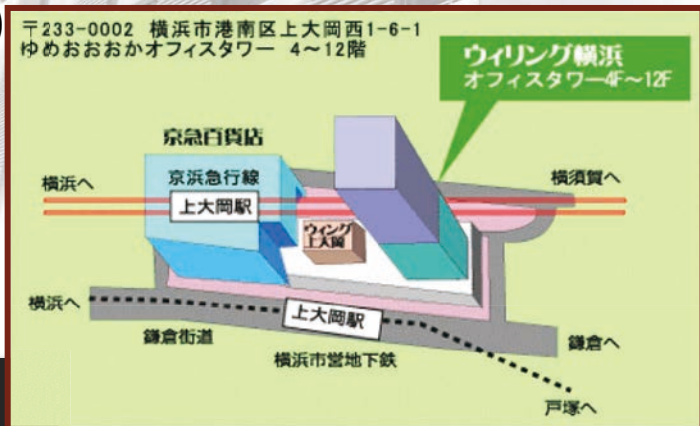 〒233-0002 横浜市港南区上大岡西1-6-1
ゆめおおおかオフィスタワー 4～12階
ウィリング横浜
オフィスタワー4F～12F
京急百貨店
横浜へ
京浜急行線
横須賀へ
上大岡駅
ウィング
上大岡
横浜へ
上大岡駅
鎌倉街道
横浜市営地下鉄
鎌倉へ
戸塚へ